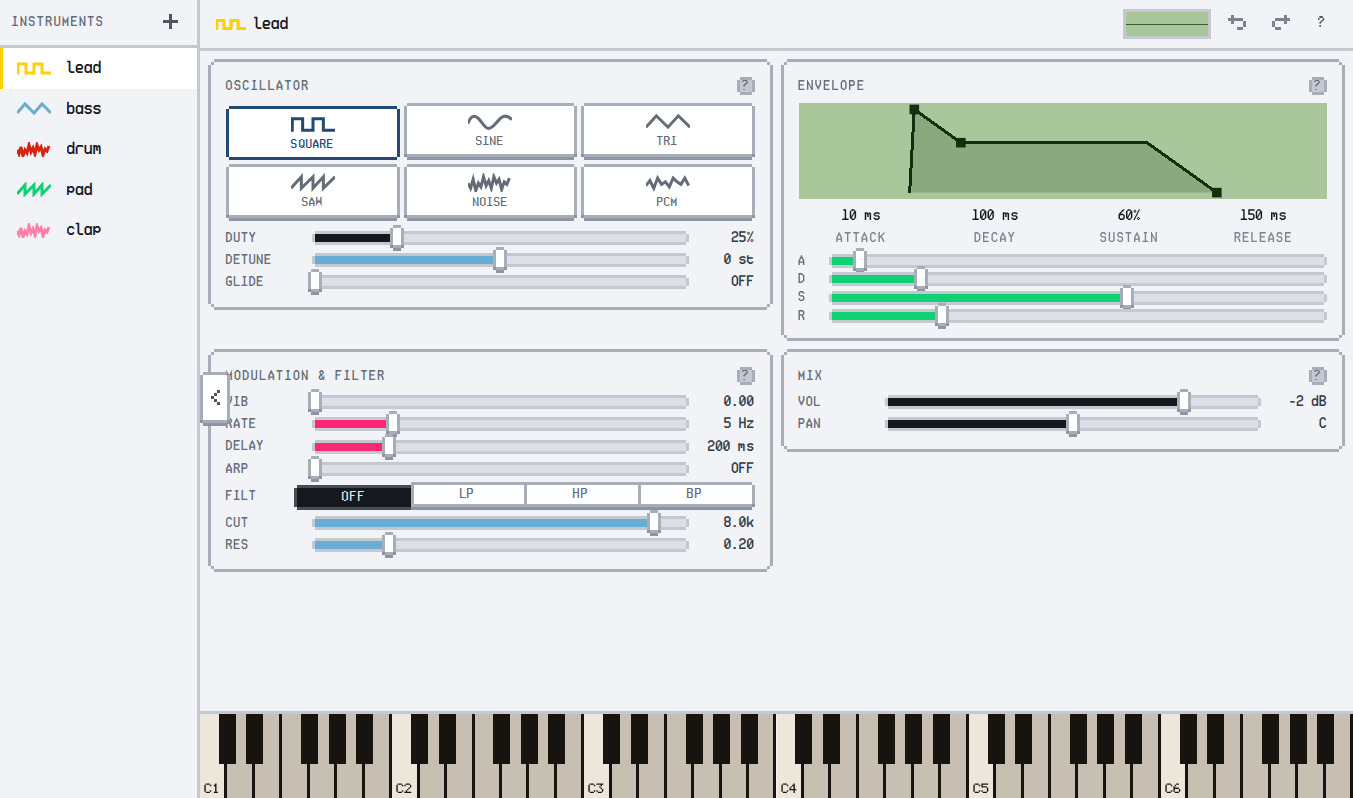 INSTRUMENTS +
lead
bass
drum
pad
clap
lead
?
OSCILLATOR ?
SQUARE SINE TRI
SAW NOISE PCM
DUTY 25%
DETUNE 0 st
GLIDE OFF
ENVELOPE ?
10 ms 100 ms 60% 150 ms
ATTACK DECAY SUSTAIN RELEASE
A
D
S
R
MODULATION & FILTER ?
VIB 0.00
RATE 5 Hz
DELAY 200 ms
ARP OFF
FILT OFF LP HP BP
CUT 8.0k
RES 0.20
MIX ?
VOL -2 dB
PAN C
C1 C2 C3 C4 C5 C6